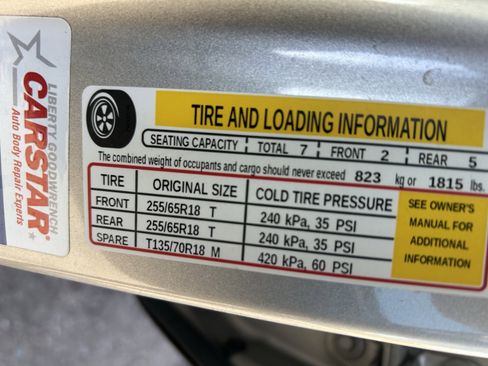 LIBERTY GOODWRENCH
CARSTAR®
Auto Body Repair Experts
TIRE AND LOADING INFORMATION
SEATING CAPACITY TOTAL 7 FRONT 2 REAR 5
The combined weight of occupants and cargo should never exceed 823 kg or 1815 lbs.
TIRE ORIGINAL SIZE COLD TIRE PRESSURE
FRONT 255/65R18 T 240 kPa, 35 PSI
REAR 255/65R18 T 240 kPa, 35 PSI
SPARE T135/70R18 M 420 kPa, 60 PSI
SEE OWNER'S
MANUAL FOR
ADDITIONAL
INFORMATION